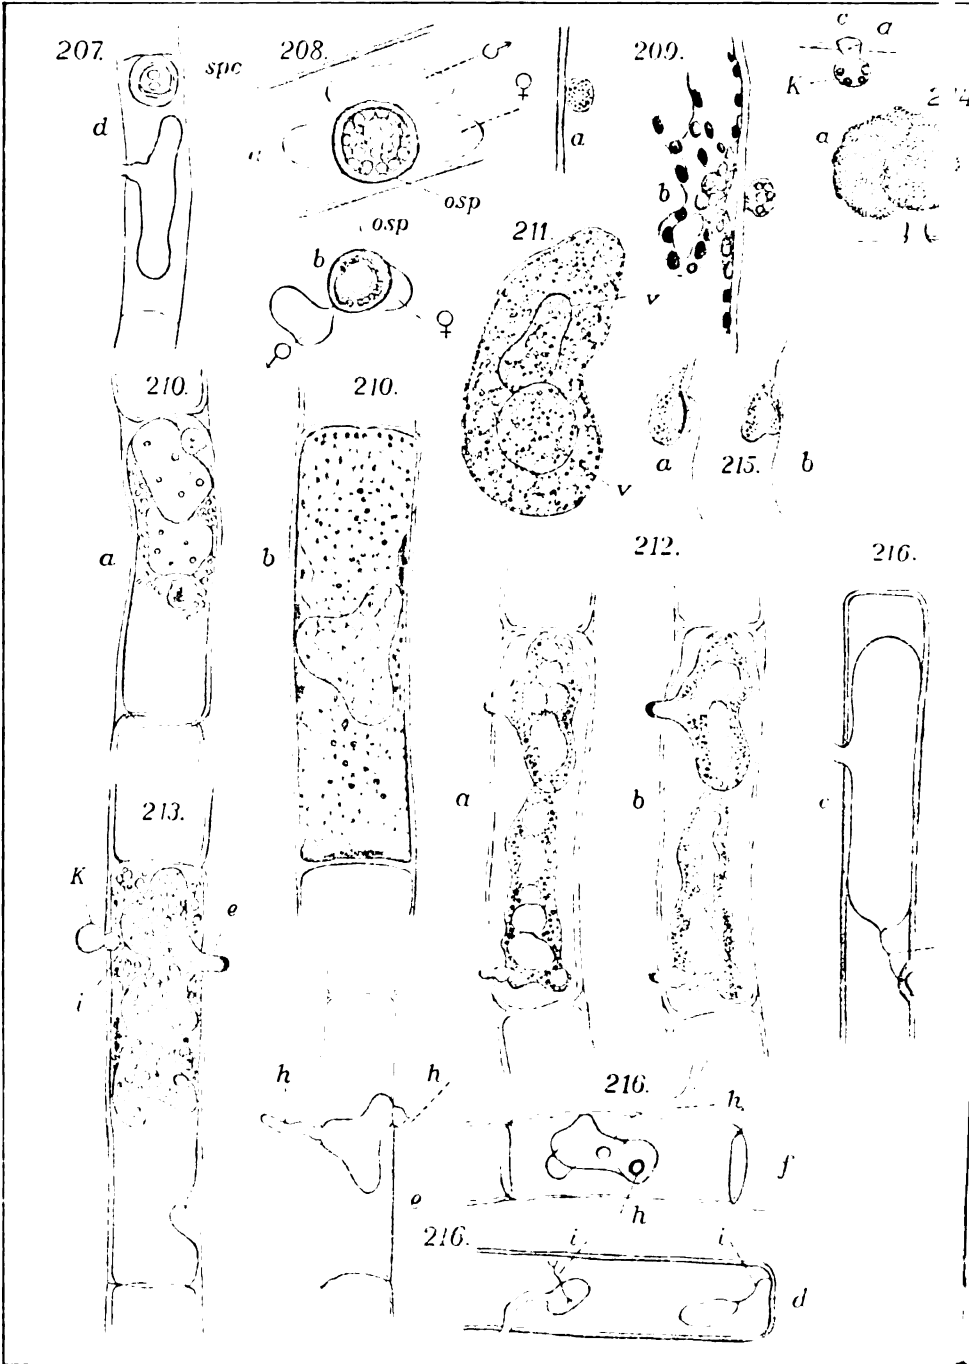 207.
spc
d
208.
♂
♀
a
osp
osp
b
♀
♂
a
209.
b
c
a
K
a
211.
v
v
210.
a
210.
b
a
215.
b
212.
a
b
216.
c
213.
K
e
i
h
h
e
216.
h
f
h
216.
i
i
d